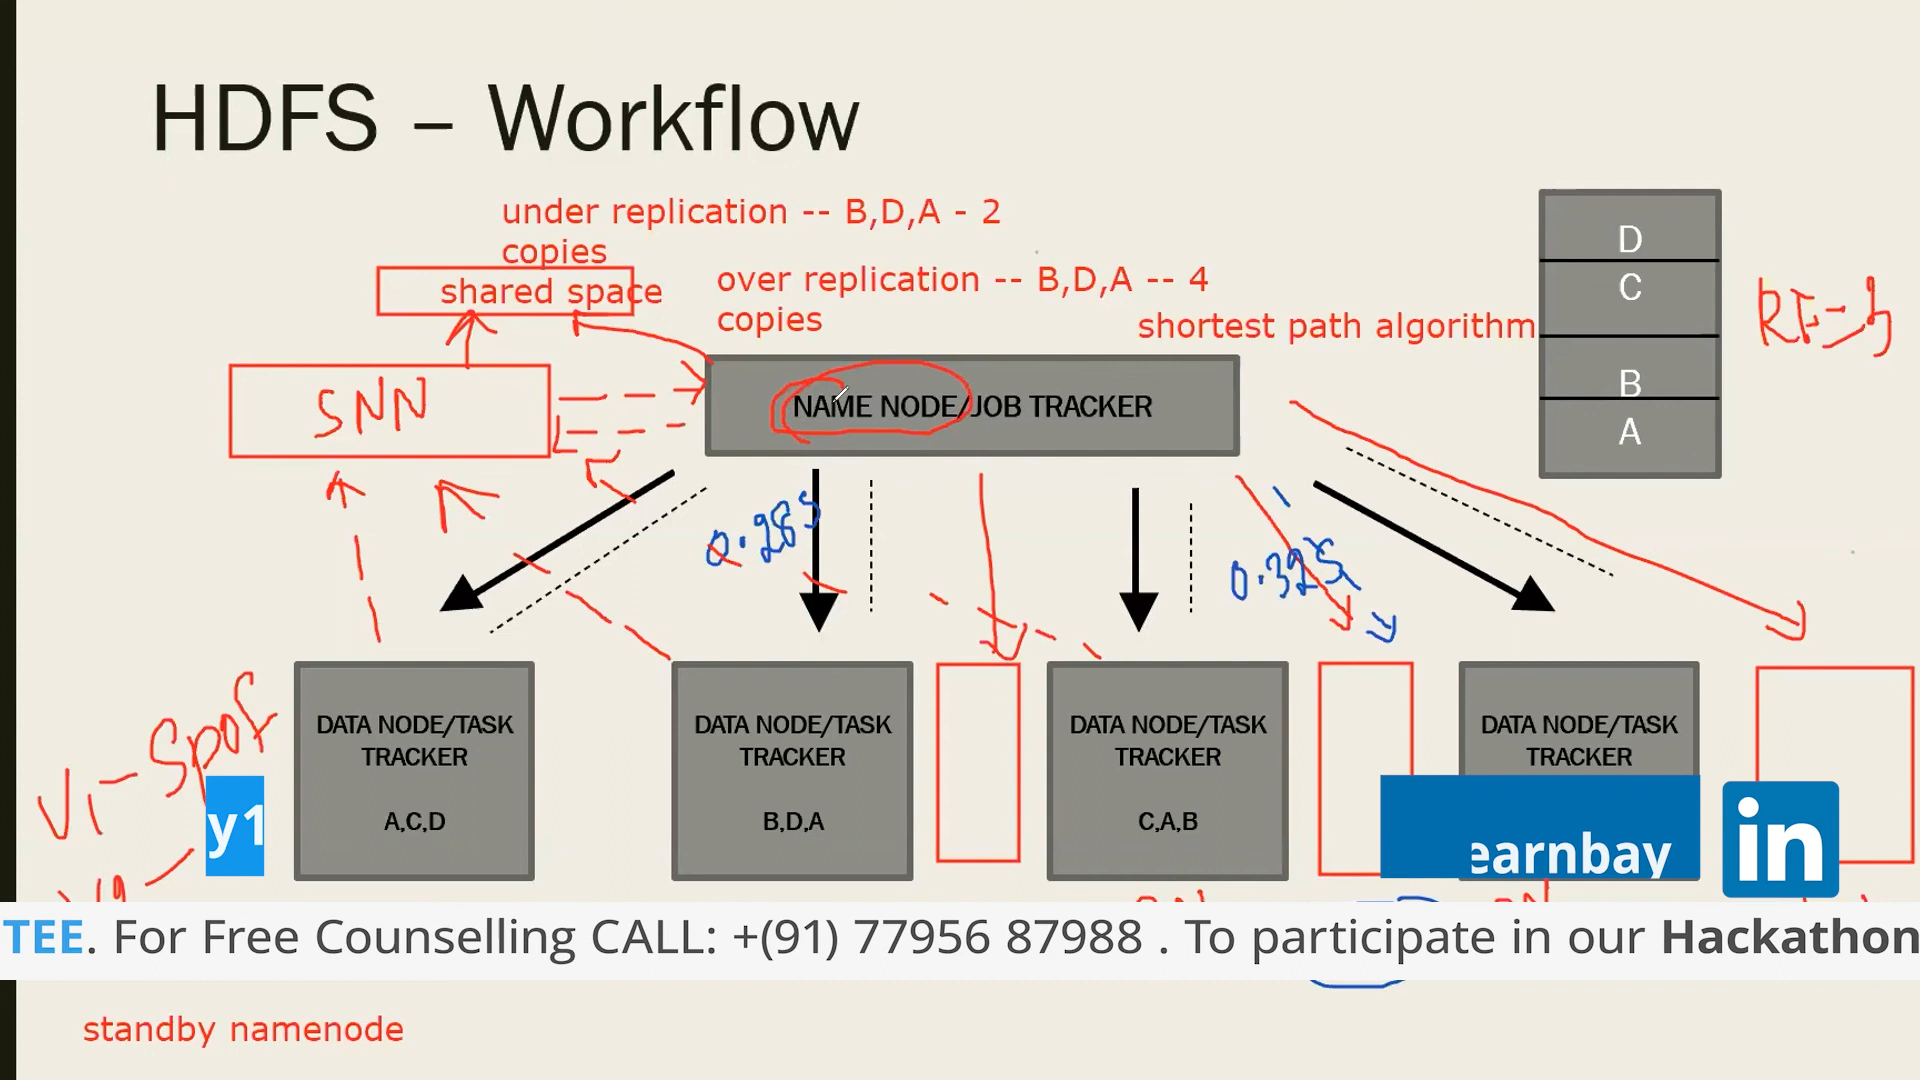 HDFS – Workflow
under replication -- B,D,A - 2
copies
shared space
over replication -- B,D,A -- 4
copies
shortest path algorithm
D
C
B
A
RF-3
SNN
NAME NODE/JOB TRACKER
0.28s
0.32s
V1-Spof
DATA NODE/TASK
TRACKER
A,C,D
DATA NODE/TASK
TRACKER
B,D,A
DATA NODE/TASK
TRACKER
C,A,B
DATA NODE/TASK
TRACKER
y1
earnbay
in
TEE. For Free Counselling CALL: +(91) 77956 87988 . To participate in our Hackathon
standby namenode